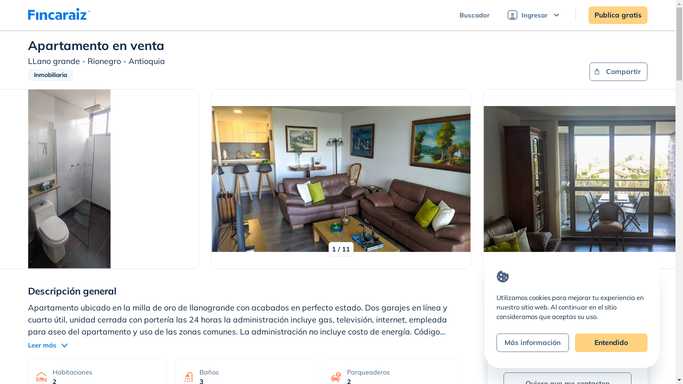 Fincaraiz
Buscador
Ingresar
Publica gratis
Apartamento en venta
LLano grande - Rionegro - Antioquia
Inmobiliaria
Compartir
1 / 11
Descripción general
Apartamento ubicado en la milla de oro de llanogrande con acabados en perfecto estado. Dos garajes en línea y
cuarto útil, unidad cerrada con portería las 24 horas la administración incluye gas, televisión, internet, empleada
para aseo del apartamento y uso de las zonas comunes. La administración no incluye costo de energía. Código...
Leer más
Habitaciones
2
Baños
3
Parqueaderos
2
Utilizamos cookies para mejorar tu experiencia en
nuestro sitio web. Al continuar en el sitio
consideramos que aceptas su uso.
Más información
Entendido
Quiero que me contacten